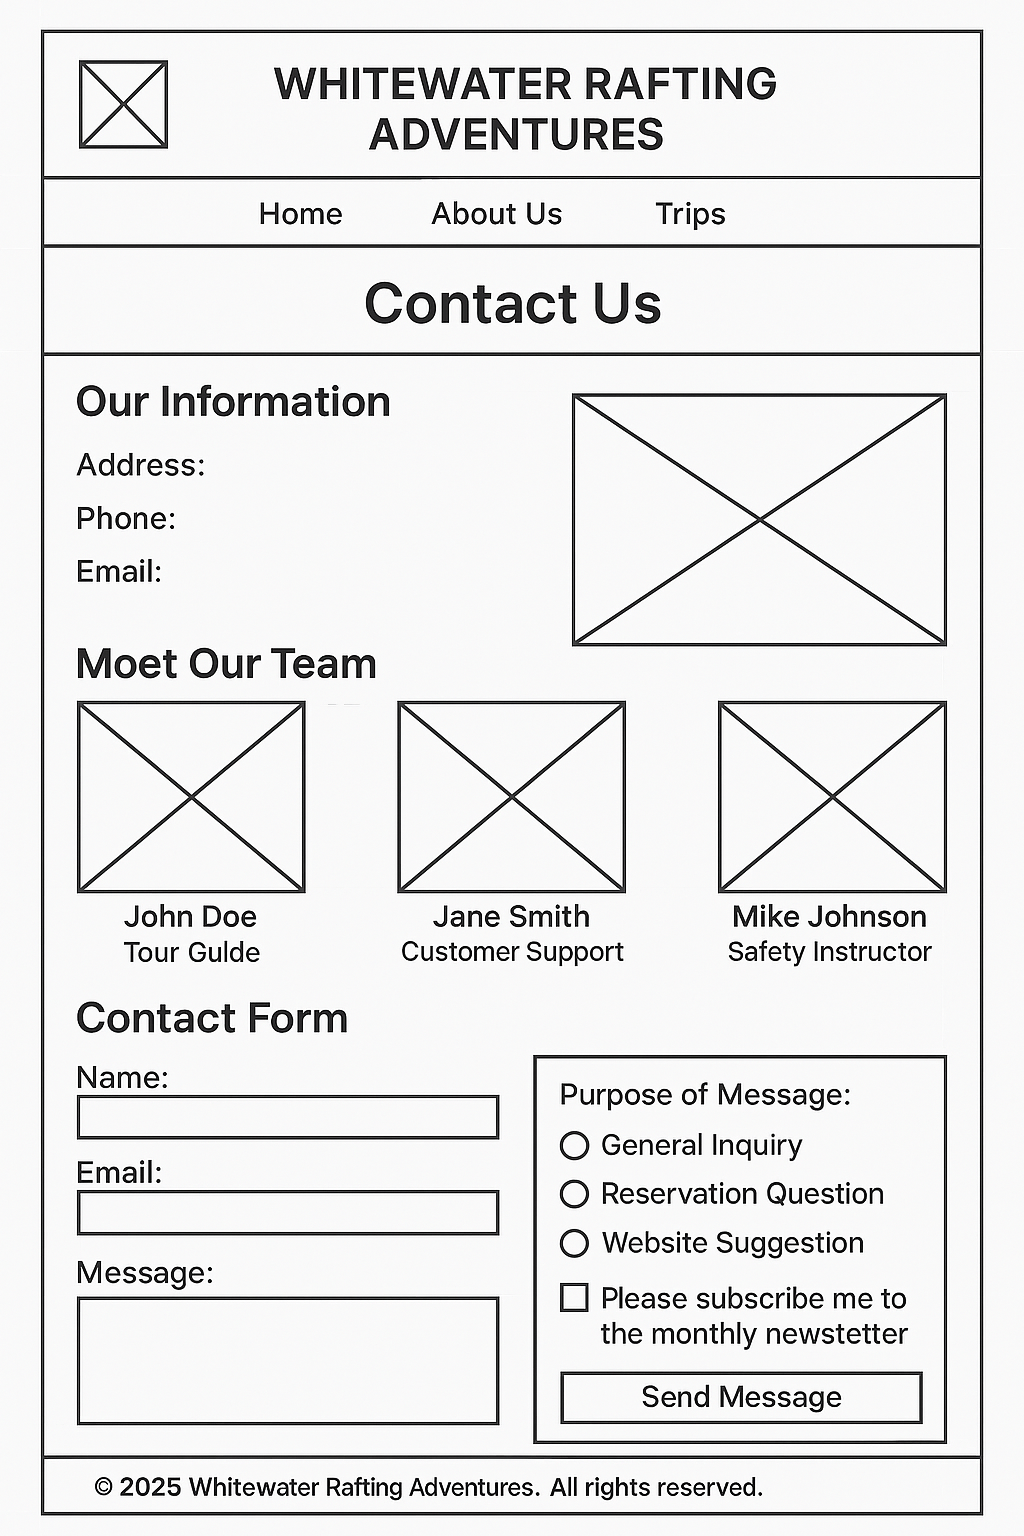 WHITEWATER RAFTING
ADVENTURES
Home About Us Trips
Contact Us
Our Information
Address:
Phone:
Email:
Moet Our Team
John Doe
Tour Gulde
Jane Smith
Customer Support
Mike Johnson
Safety Instructor
Contact Form
Name:
Email:
Message:
Purpose of Message:
General Inquiry
Reservation Question
Website Suggestion
Please subscribe me to
the monthly newstetter
Send Message
© 2025 Whitewater Rafting Adventures. All rights reserved.